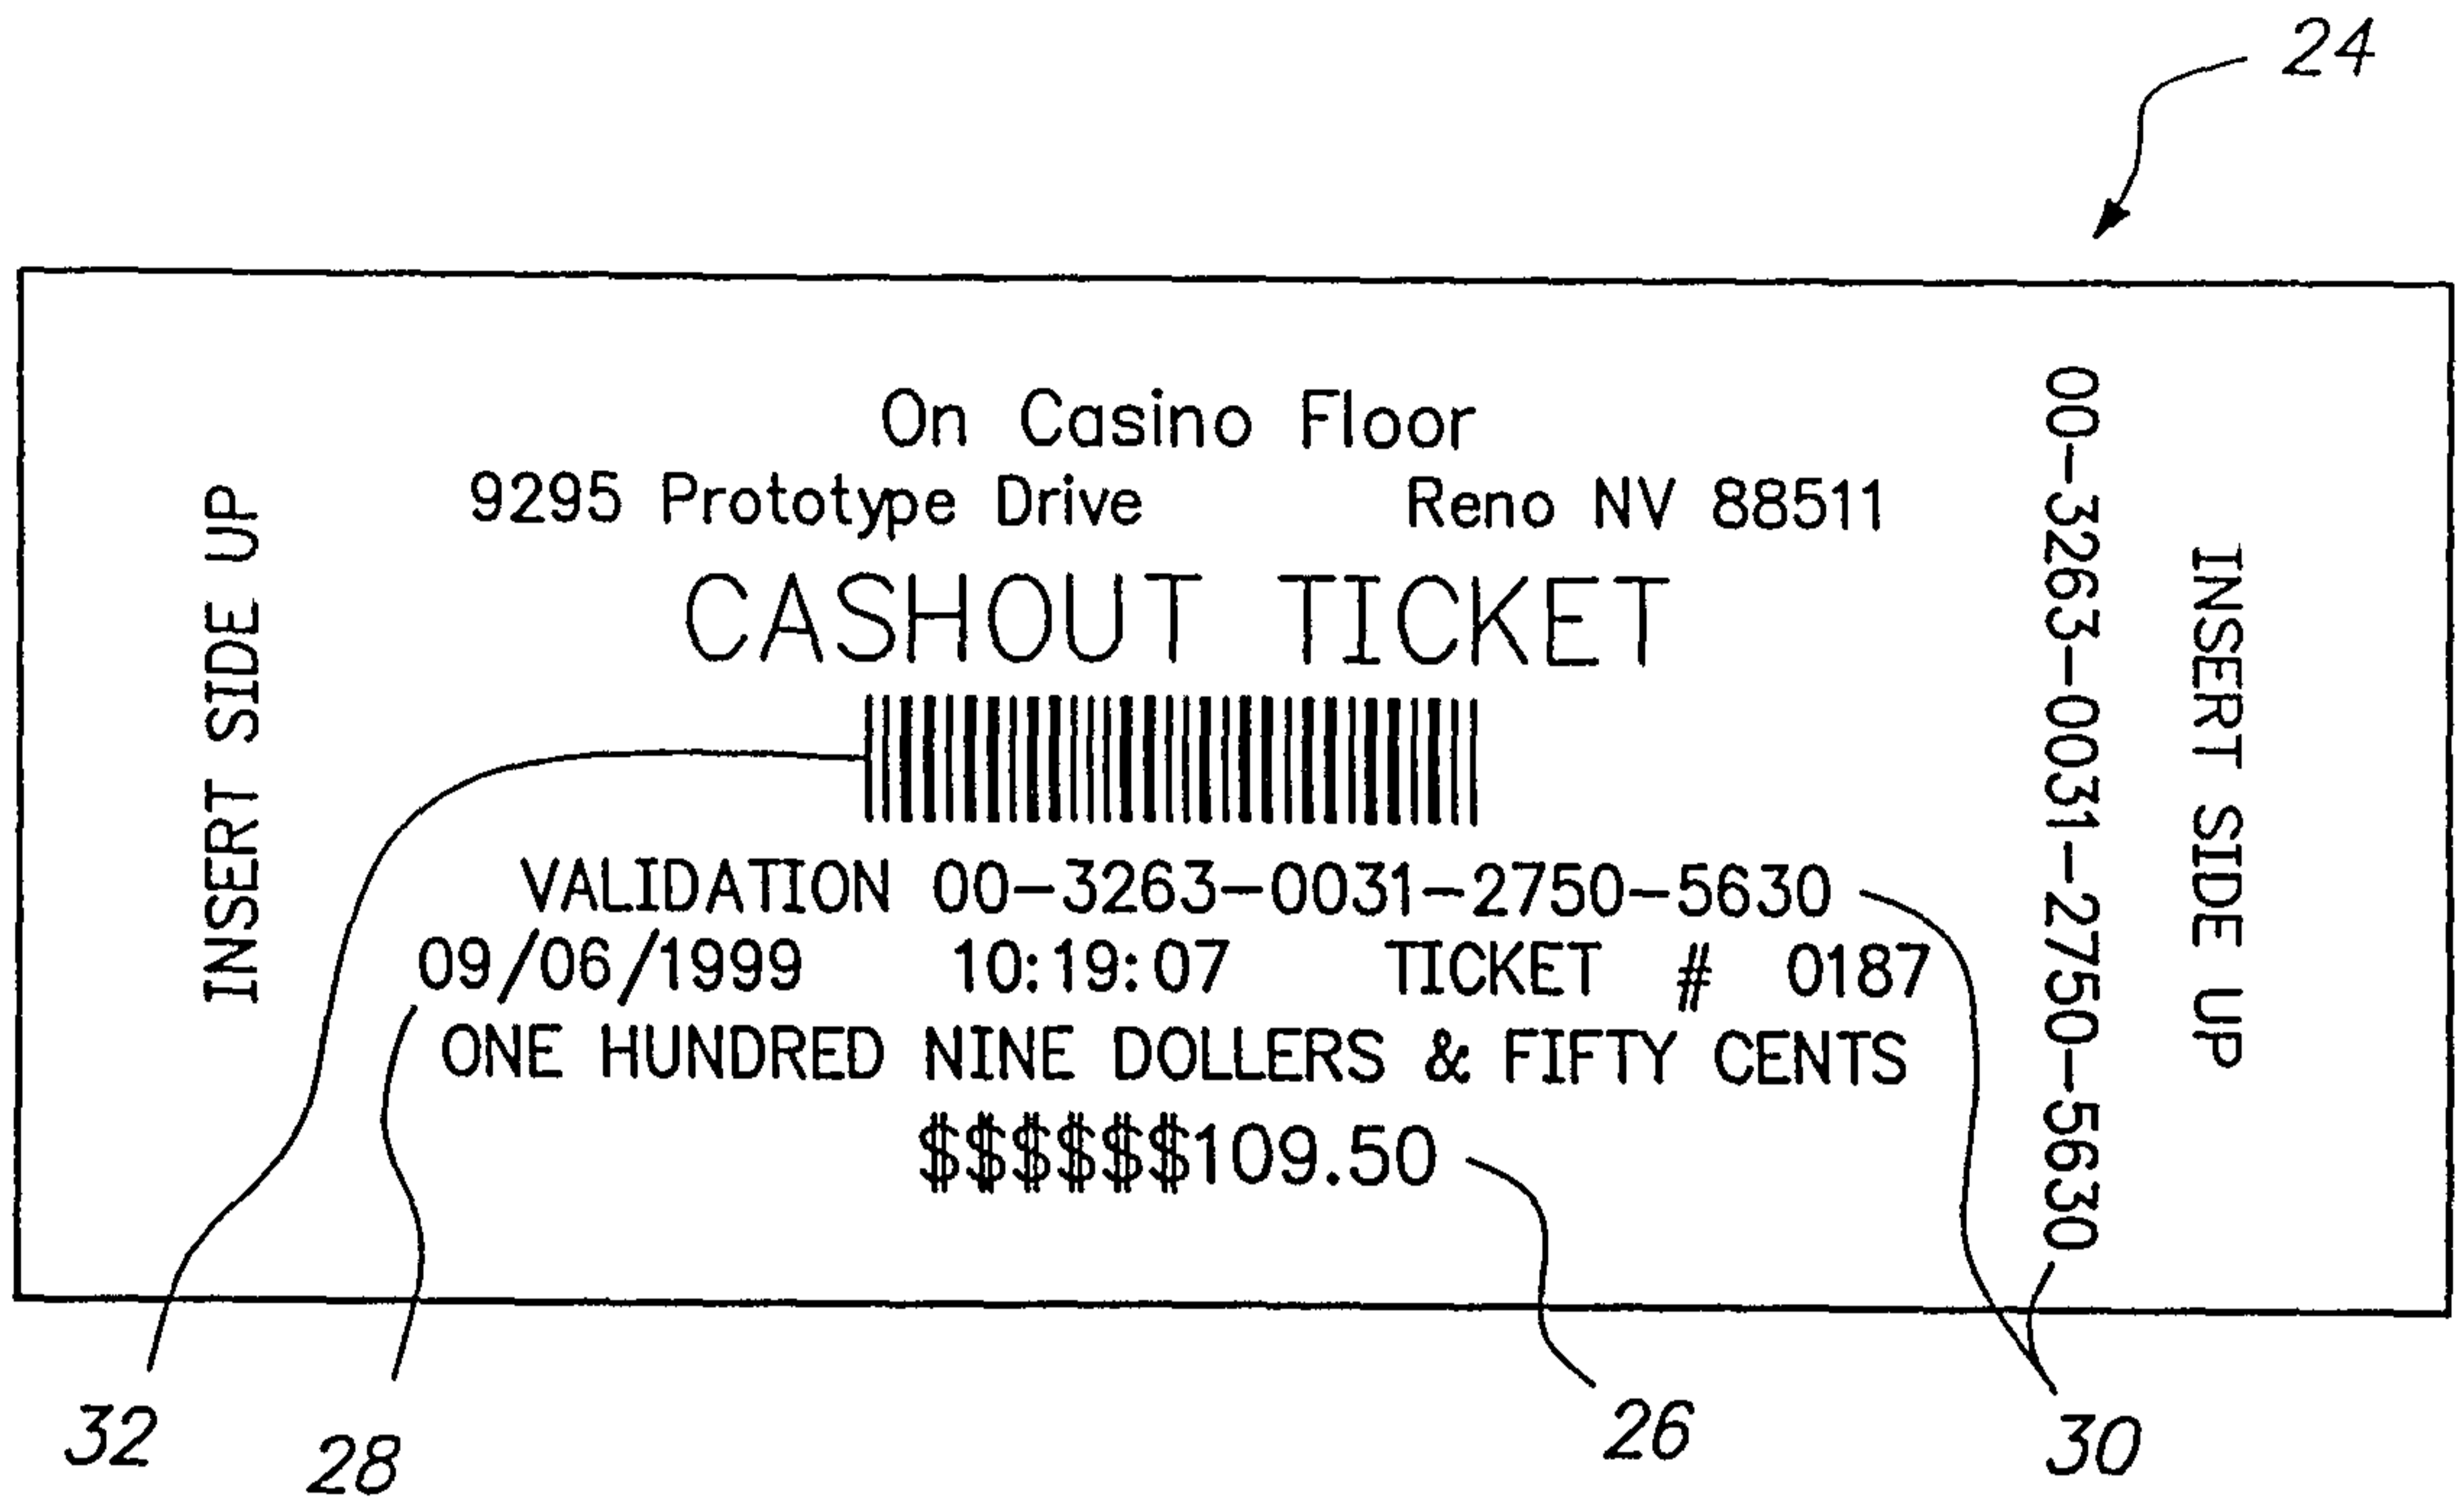 24
On Casino Floor
9295 Prototype Drive Reno NV 88511
CASHOUT TICKET
VALIDATION 00-3263-0031-2750-5630
09/06/1999 10:19:07 TICKET # 0187
ONE HUNDRED NINE DOLLERS & FIFTY CENTS
$$$$$$109.50
INSERT SIDE UP
00-3263-0031-2750-5630
INSERT SIDE UP
32
28
26
30